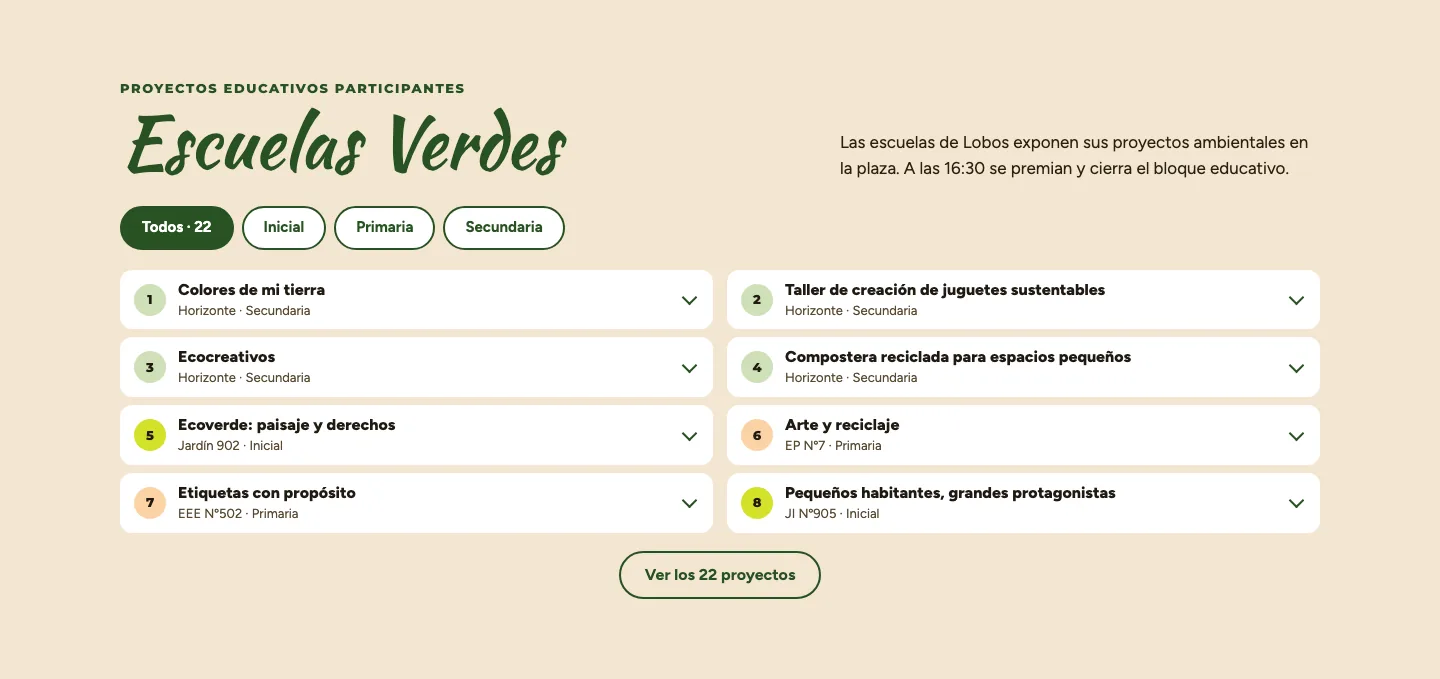 PROYECTOS EDUCATIVOS PARTICIPANTES
Escuelas Verdes
Las escuelas de Lobos exponen sus proyectos ambientales en
la plaza. A las 16:30 se premian y cierra el bloque educativo.
Todos · 22
Inicial
Primaria
Secundaria
1
Colores de mi tierra
Horizonte · Secundaria
2
Taller de creación de juguetes sustentables
Horizonte · Secundaria
3
Ecocreativos
Horizonte · Secundaria
4
Compostera reciclada para espacios pequeños
Horizonte · Secundaria
5
Ecoverde: paisaje y derechos
Jardín 902 · Inicial
6
Arte y reciclaje
EP Nº7 · Primaria
7
Etiquetas con propósito
EEE Nº502 · Primaria
8
Pequeños habitantes, grandes protagonistas
JI Nº905 · Inicial
Ver los 22 proyectos